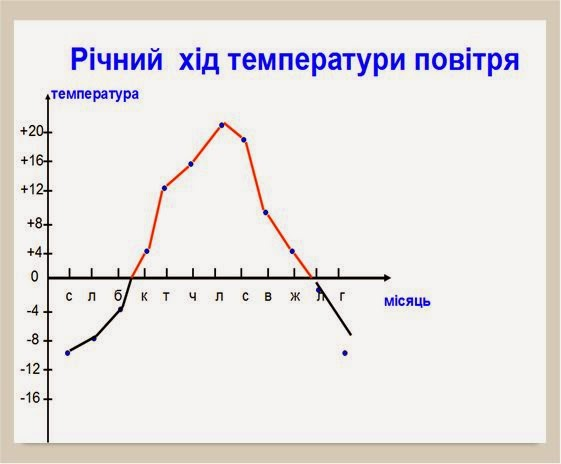 Річний хід температури повітря
температура
+20
+16
+12
+8
+4
0
с л б к т ч л с в ж л г
місяць
-4
-8
-12
-16